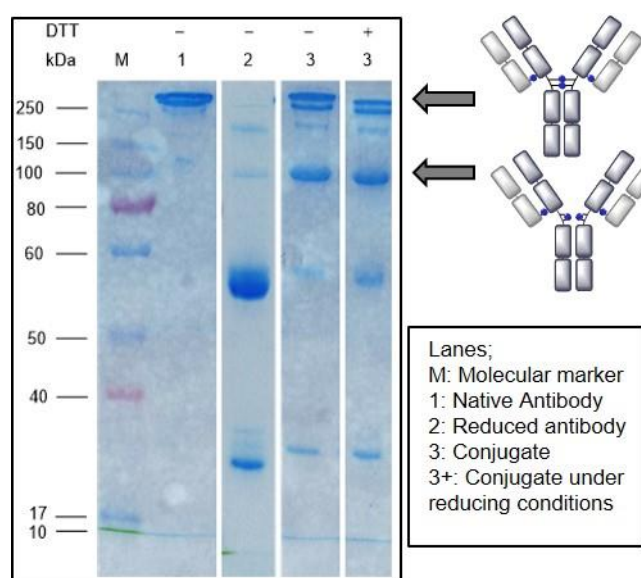 DTT – – – +
kDa M 1 2 3 3
250
150
100
80
60
50
40
17
10
Lanes;
M: Molecular marker
1: Native Antibody
2: Reduced antibody
3: Conjugate
3+: Conjugate under
reducing conditions